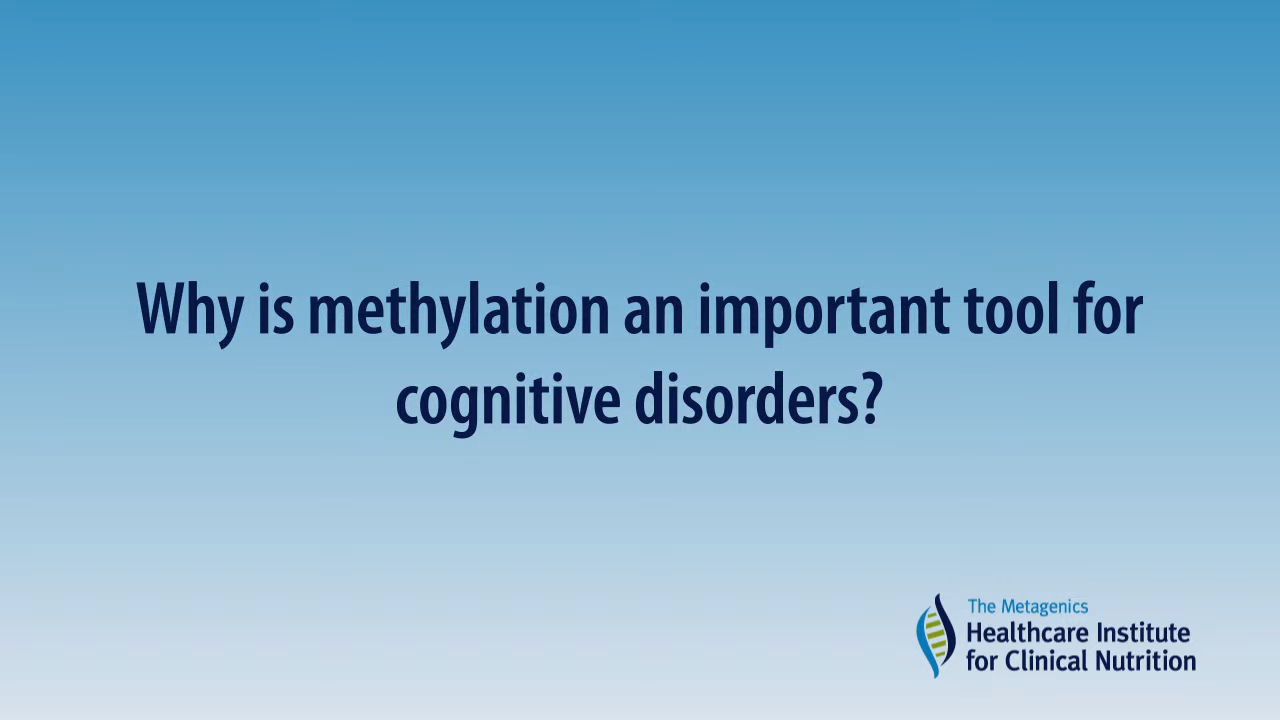 Why is methylation an important tool for
cognitive disorders?
The Metagenics
Healthcare Institute
for Clinical Nutrition